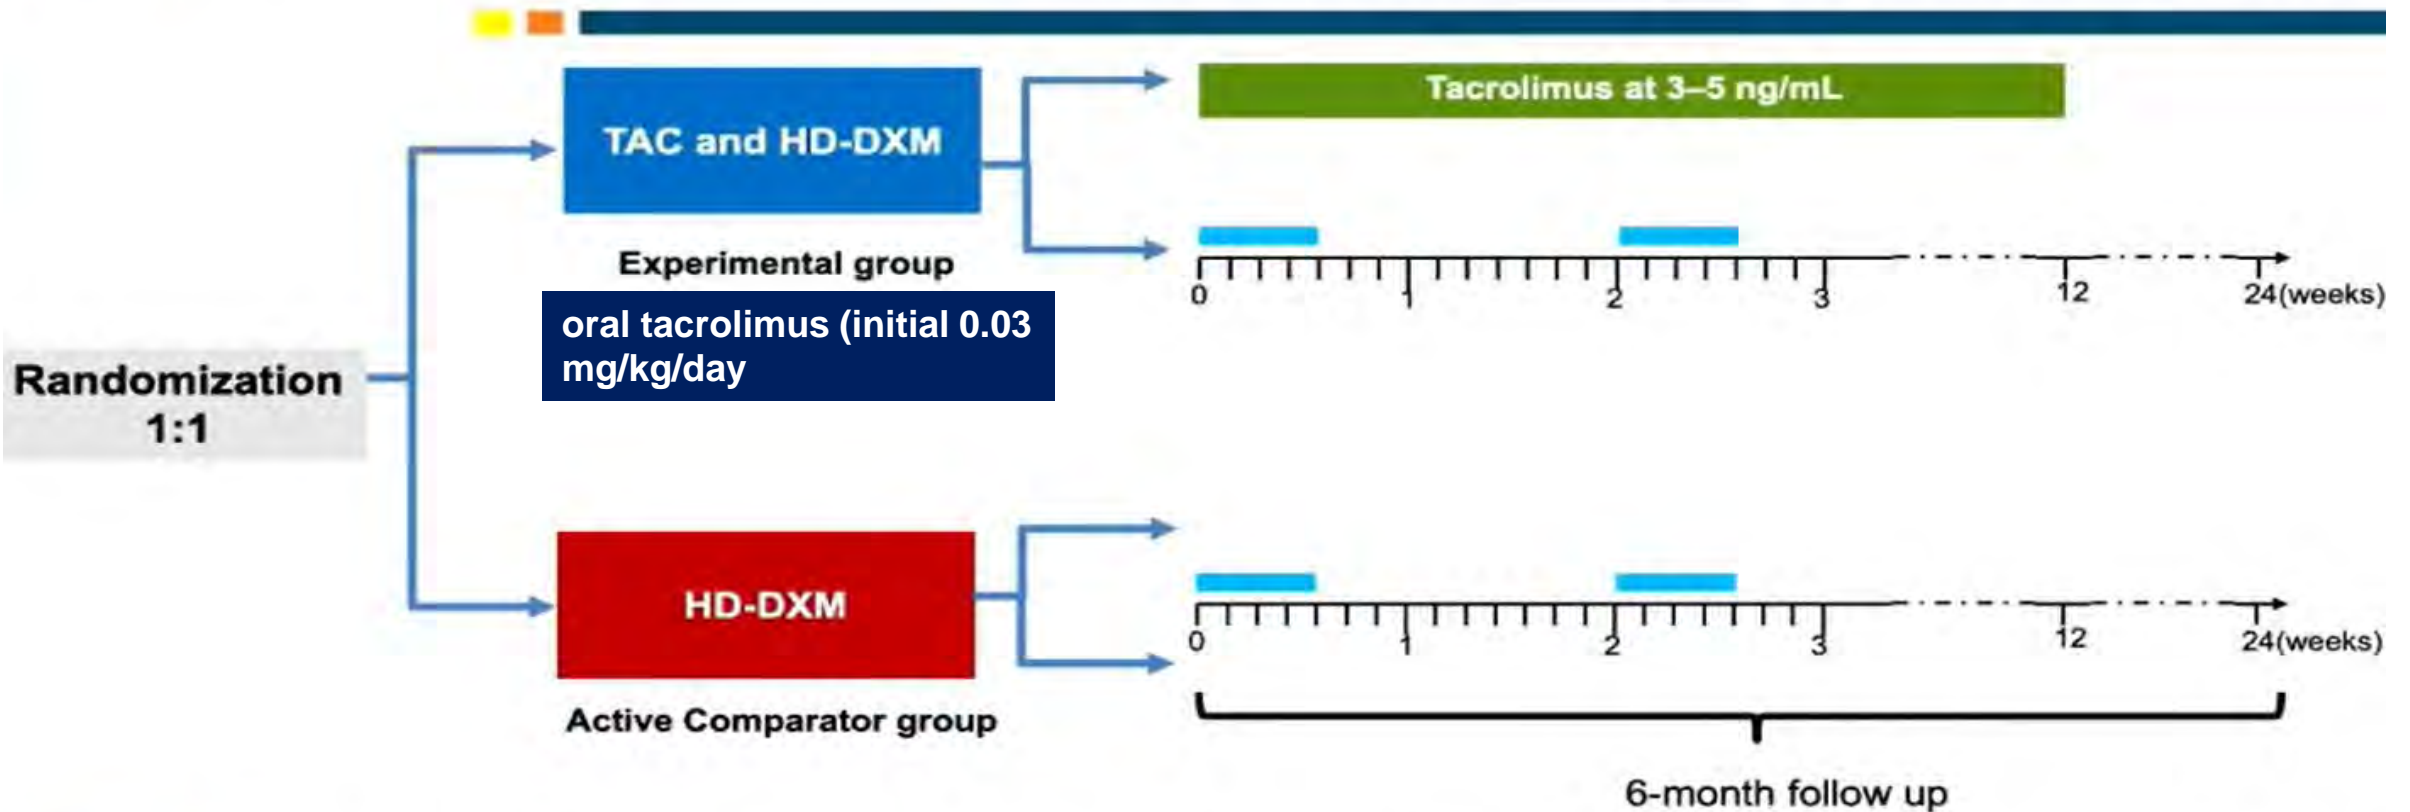 Tacrolimus at 3–5 ng/mL
TAC and HD-DXM
Experimental group
oral tacrolimus (initial 0.03
mg/kg/day
0 1 2 3 12 24(weeks)
Randomization
1:1
HD-DXM
Active Comparator group
0 1 2 3 12 24(weeks)
6-month follow up